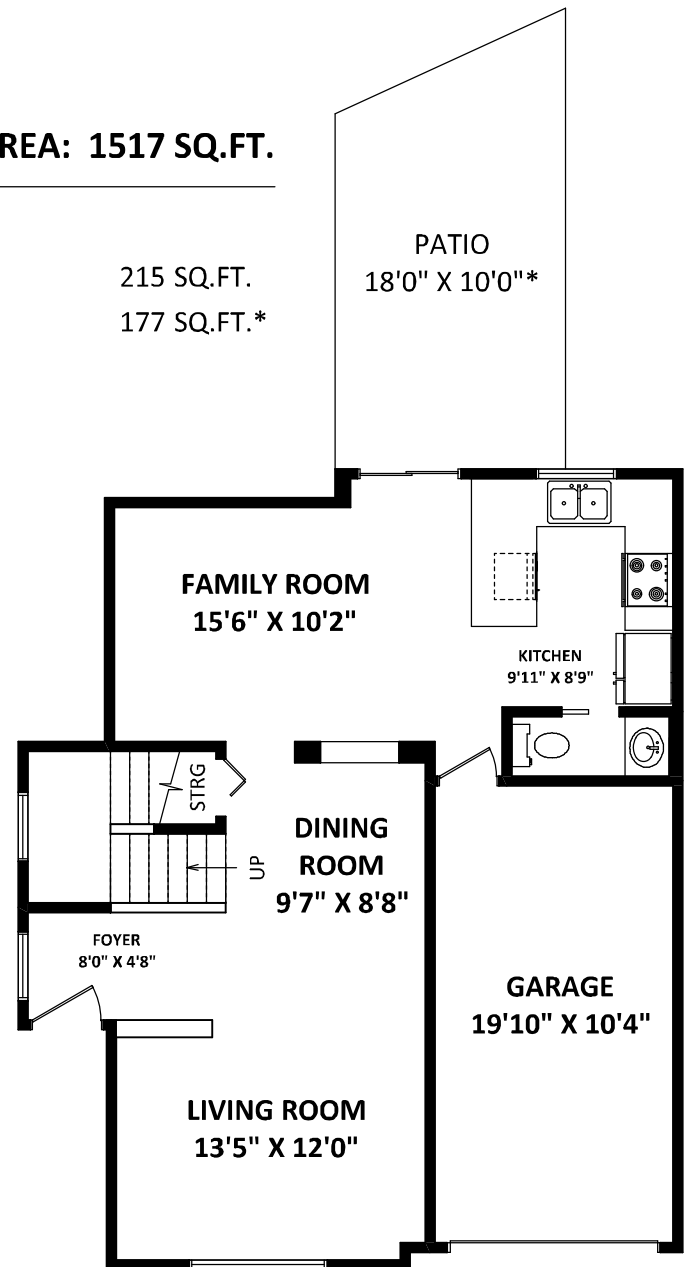 REA: 1517 SQ.FT.
215 SQ.FT.
177 SQ.FT.*
PATIO
18'0" X 10'0"*
FAMILY ROOM
15'6" X 10'2"
KITCHEN
9'11" X 8'9"
STRG
UP
DINING
ROOM
9'7" X 8'8"
FOYER
8'0" X 4'8"
GARAGE
19'10" X 10'4"
LIVING ROOM
13'5" X 12'0"